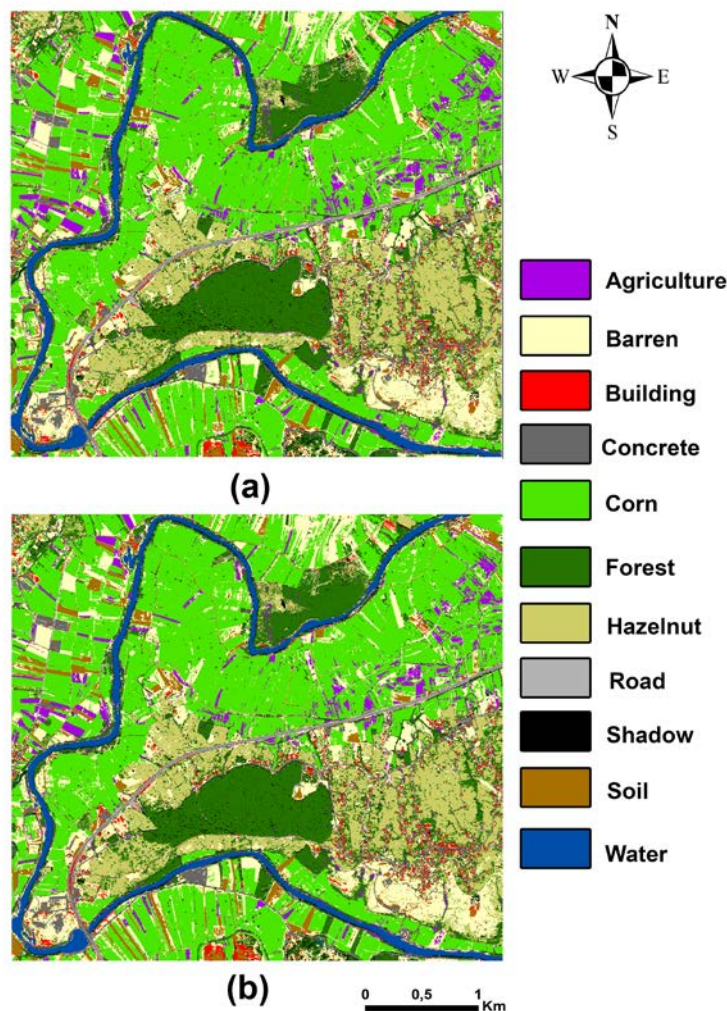 N
W E
S
Agriculture
Barren
Building
Concrete
Corn
Forest
Hazelnut
Road
Shadow
Soil
Water
(a)
(b)
0 0,5 1
Km